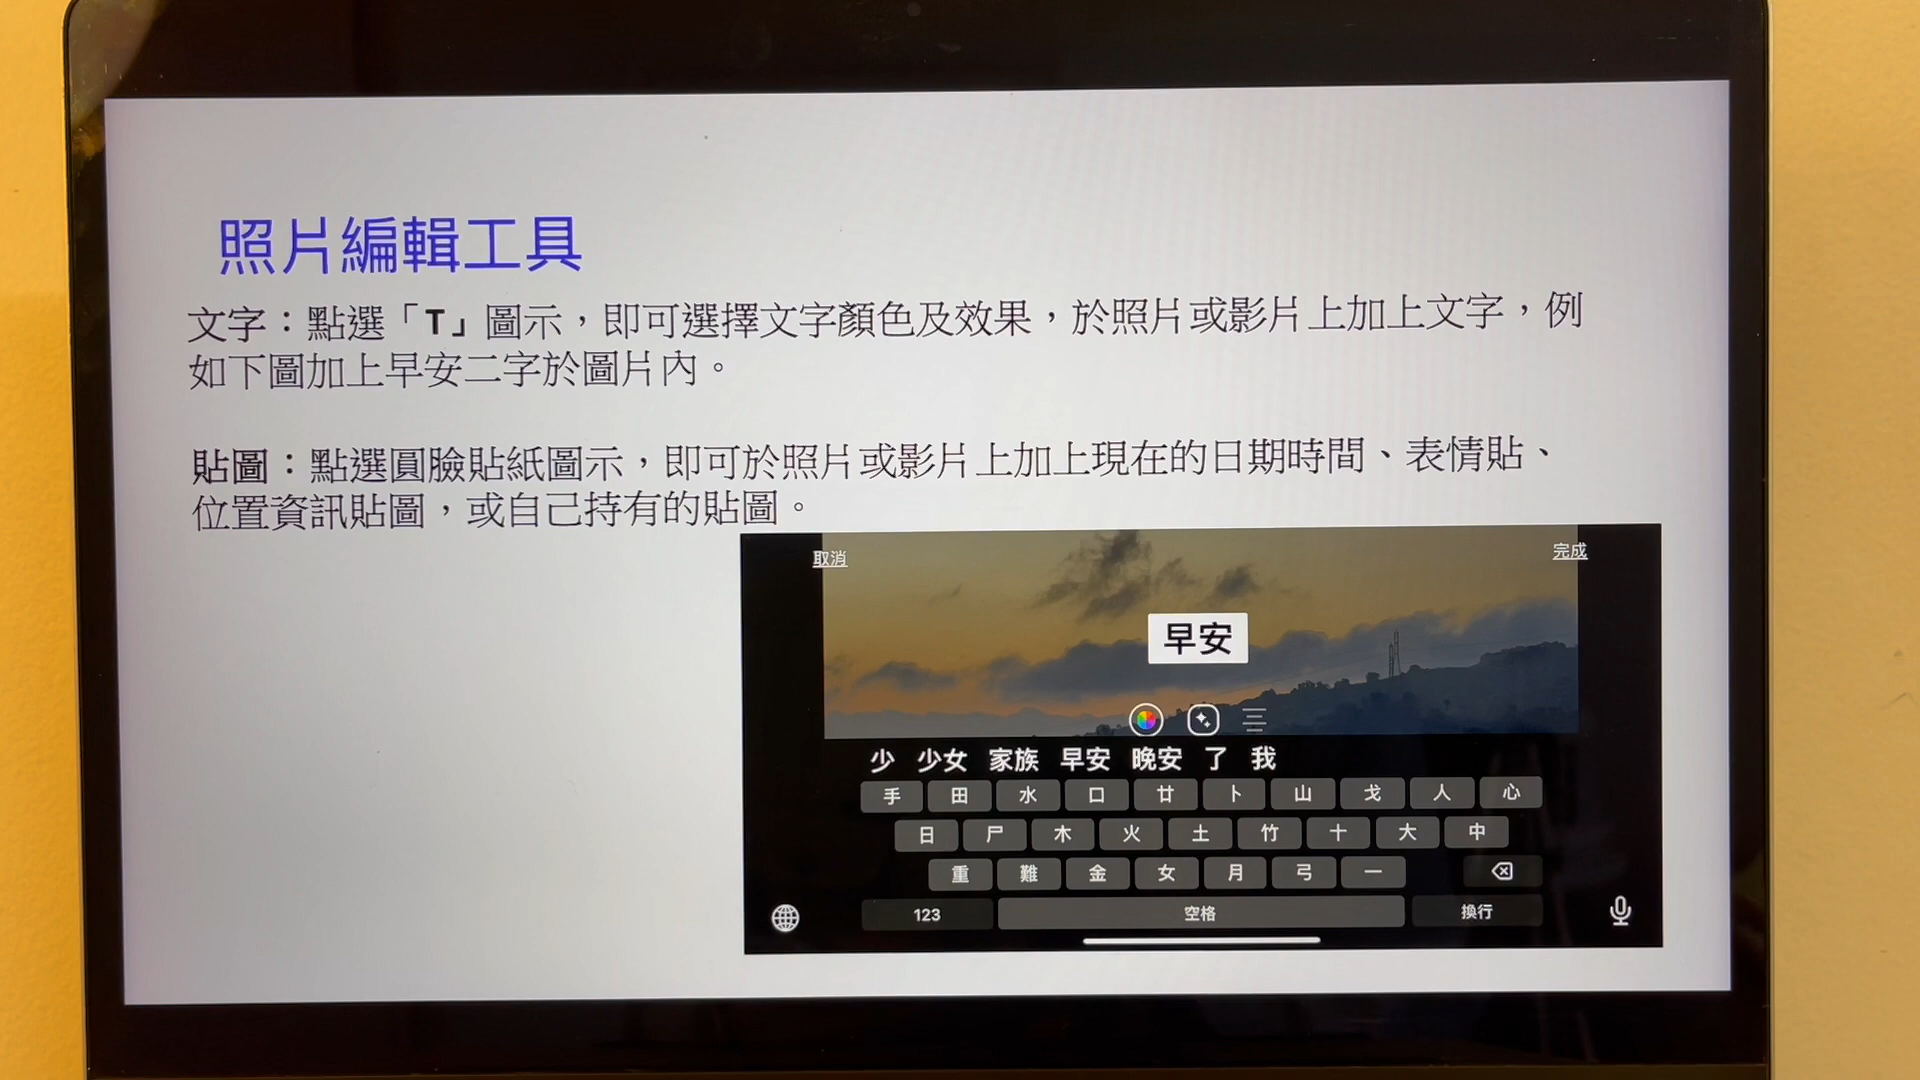 照片編輯工具
文字：點選「T」圖示，即可選擇文字顏色及效果，於照片或影片上加上文字，例
如下圖加上早安二字於圖片內。
貼圖：點選圓臉貼紙圖示，即可於照片或影片上加上現在的日期時間、表情貼、
位置資訊貼圖，或自己持有的貼圖。
取消 完成
早安
少 少女 家族 早安 晚安 了 我
手 田 水 口 廿 卜 山 戈 人 心
日 尸 木 火 土 竹 十 大 中
重 難 金 女 月 弓 一
123 空格 換行